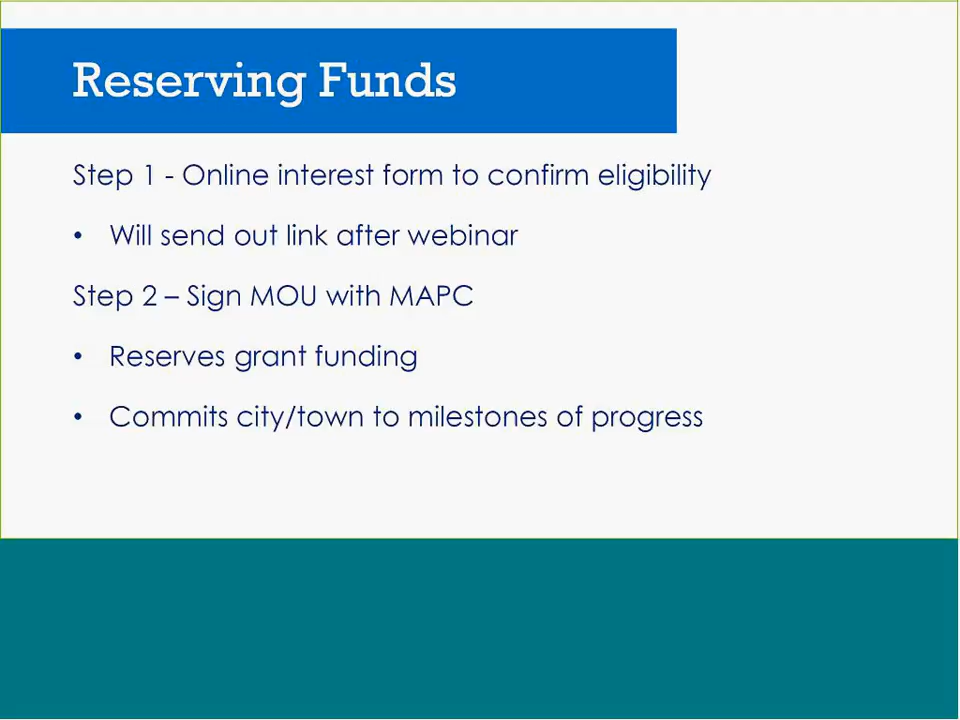 Reserving Funds
Step 1 - Online interest form to confirm eligibility
• Will send out link after webinar
Step 2 – Sign MOU with MAPC
• Reserves grant funding
• Commits city/town to milestones of progress